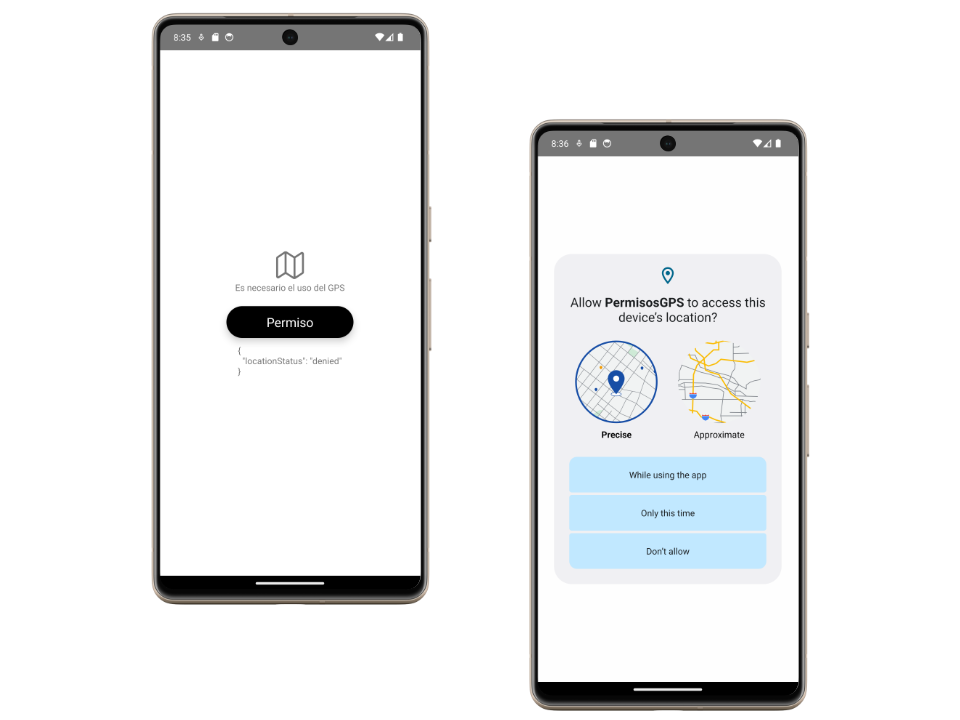 8:35
Es necesario el uso del GPS
Permiso
{
"locationStatus": "denied"
}
8:36
Allow PermisosGPS to access this
device's location?
Precise
Approximate
While using the app
Only this time
Don't allow